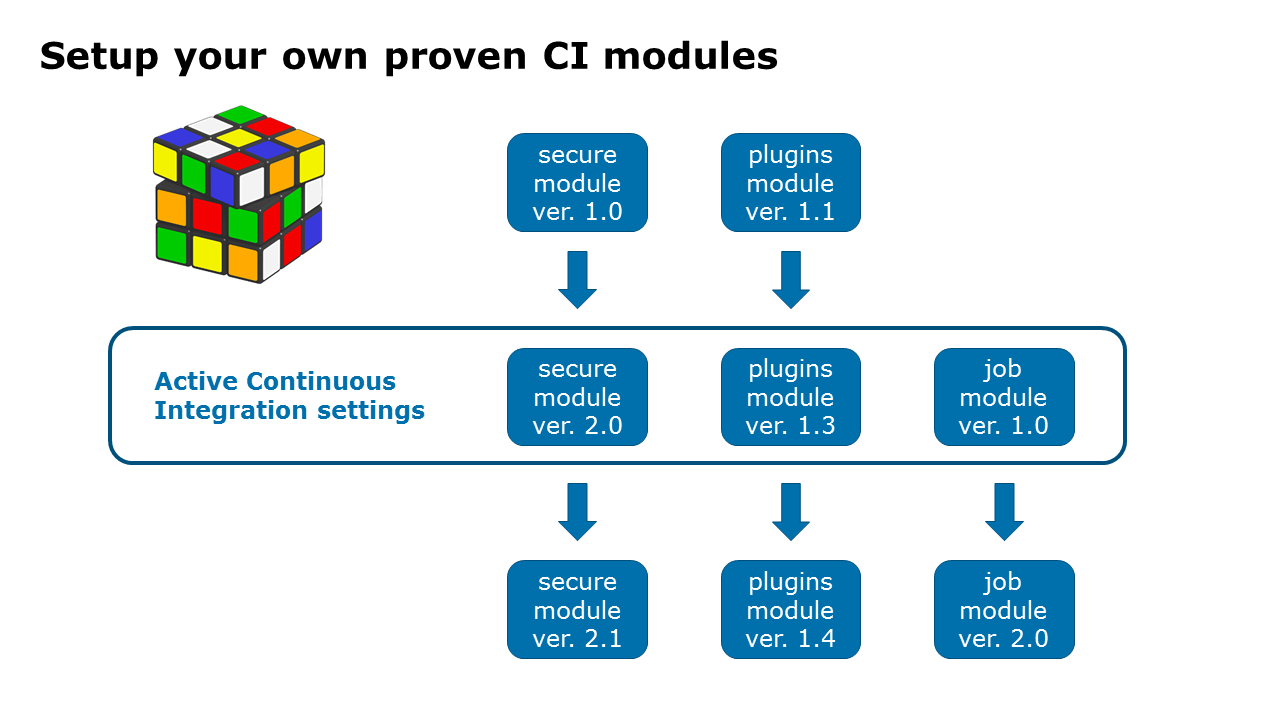 Setup your own proven CI modules
secure
module
ver. 1.0
plugins
module
ver. 1.1
Active Continuous
Integration settings
secure
module
ver. 2.0
plugins
module
ver. 1.3
job
module
ver. 1.0
secure
module
ver. 2.1
plugins
module
ver. 1.4
job
module
ver. 2.0